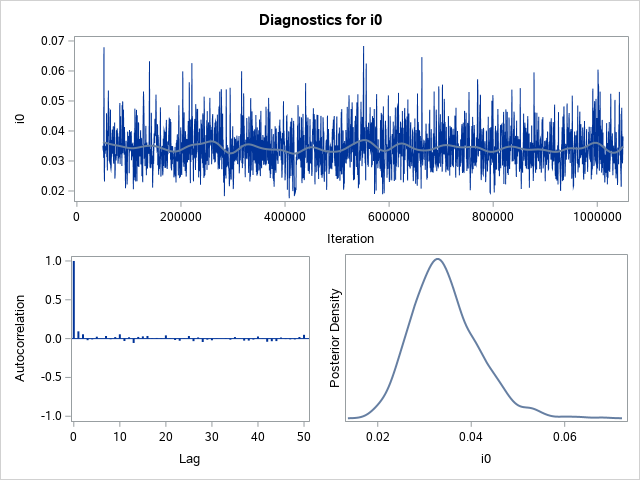 Diagnostics for i0
0.07
0.06
0.05
0.04
0.03
0.02
i0
0 200000 400000 600000 800000 1000000
Iteration
1.0
0.5
0.0
-0.5
-1.0
Autocorrelation
0 10 20 30 40 50
Lag
Posterior Density
0.02 0.04 0.06
i0